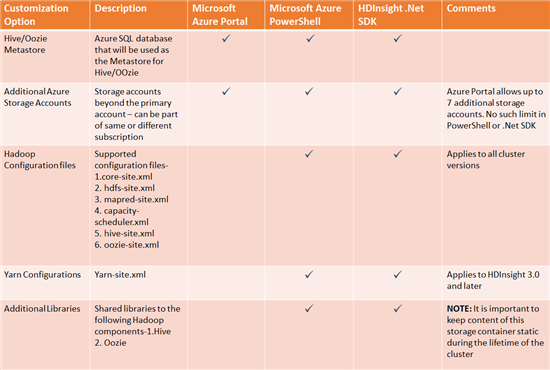 Customization Option
Description
Microsoft Azure Portal
Microsoft Azure PowerShell
HDInsight .Net SDK
Comments
Hive/Oozie Metastore
Azure SQL database
that will be used as
the Metastore for
Hive/OOzie
✓
✓
✓
Additional Azure
Storage Accounts
Storage accounts
beyond the primary
account – can be part
of same or different
subscription
✓
✓
✓
Azure Portal allows up to
7 additional storage
accounts. No such limit in
PowerShell or .Net SDK
Hadoop
Configuration files
Supported
configuration files-
1.core-site.xml
2. hdfs-site.xml
3. mapred-site.xml
4. capacity-
scheduler.xml
5. hive-site.xml
6. oozie-site.xml
✓
✓
Applies to all cluster
versions
Yarn Configurations
Yarn-site.xml
✓
✓
Applies to HDInsight 3.0
and later
Additional Libraries
Shared libraries to the
following Hadoop
components-1.Hive
2. Oozie
✓
✓
NOTE: It is important to
keep content of this
storage container static
during the lifetime of the
cluster